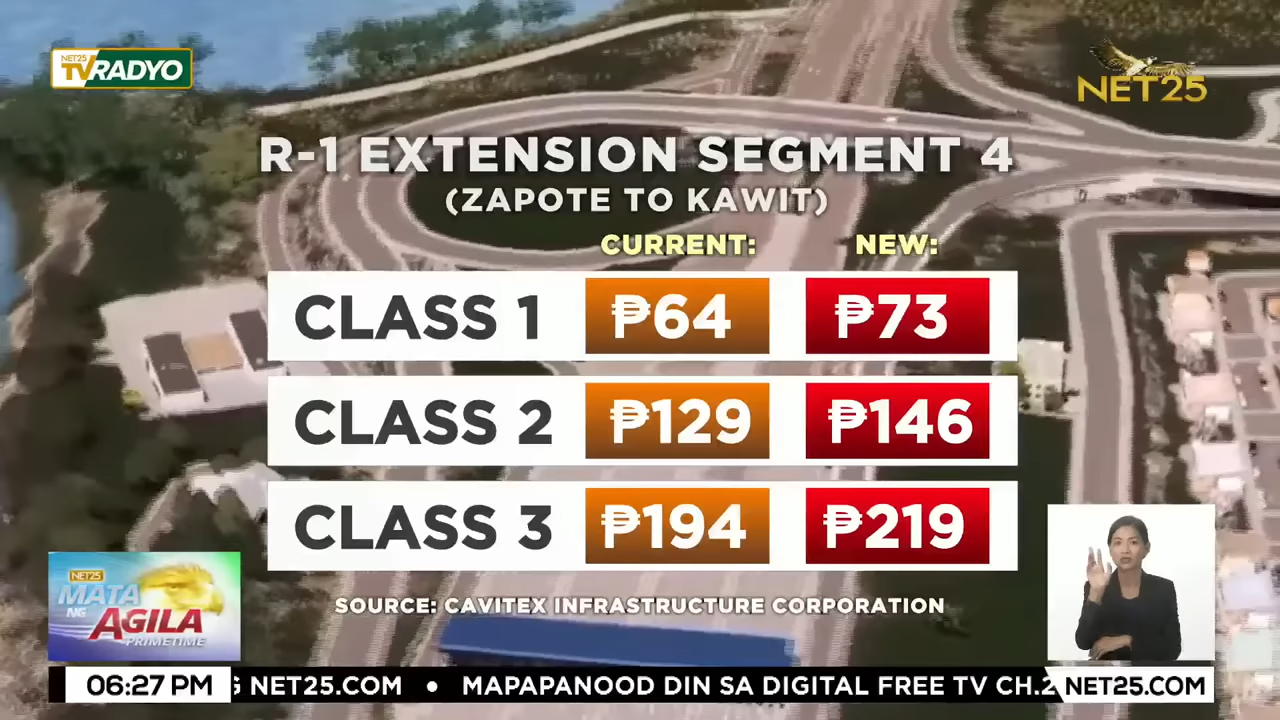 NET25
TVRADYO
NET25
R-1 EXTENSION SEGMENT 4
(ZAPOTE TO KAWIT)
CURRENT: NEW:
CLASS 1 ₱64 ₱73
CLASS 2 ₱129 ₱146
CLASS 3 ₱194 ₱219
SOURCE: CAVITEX INFRASTRUCTURE CORPORATION
NET25
MATA
NG
AGILA
PRIMETIME
06:27 PM NET25.COM • MAPAPANOOD DIN SA DIGITAL FREE TV CH.2 NET25.COM